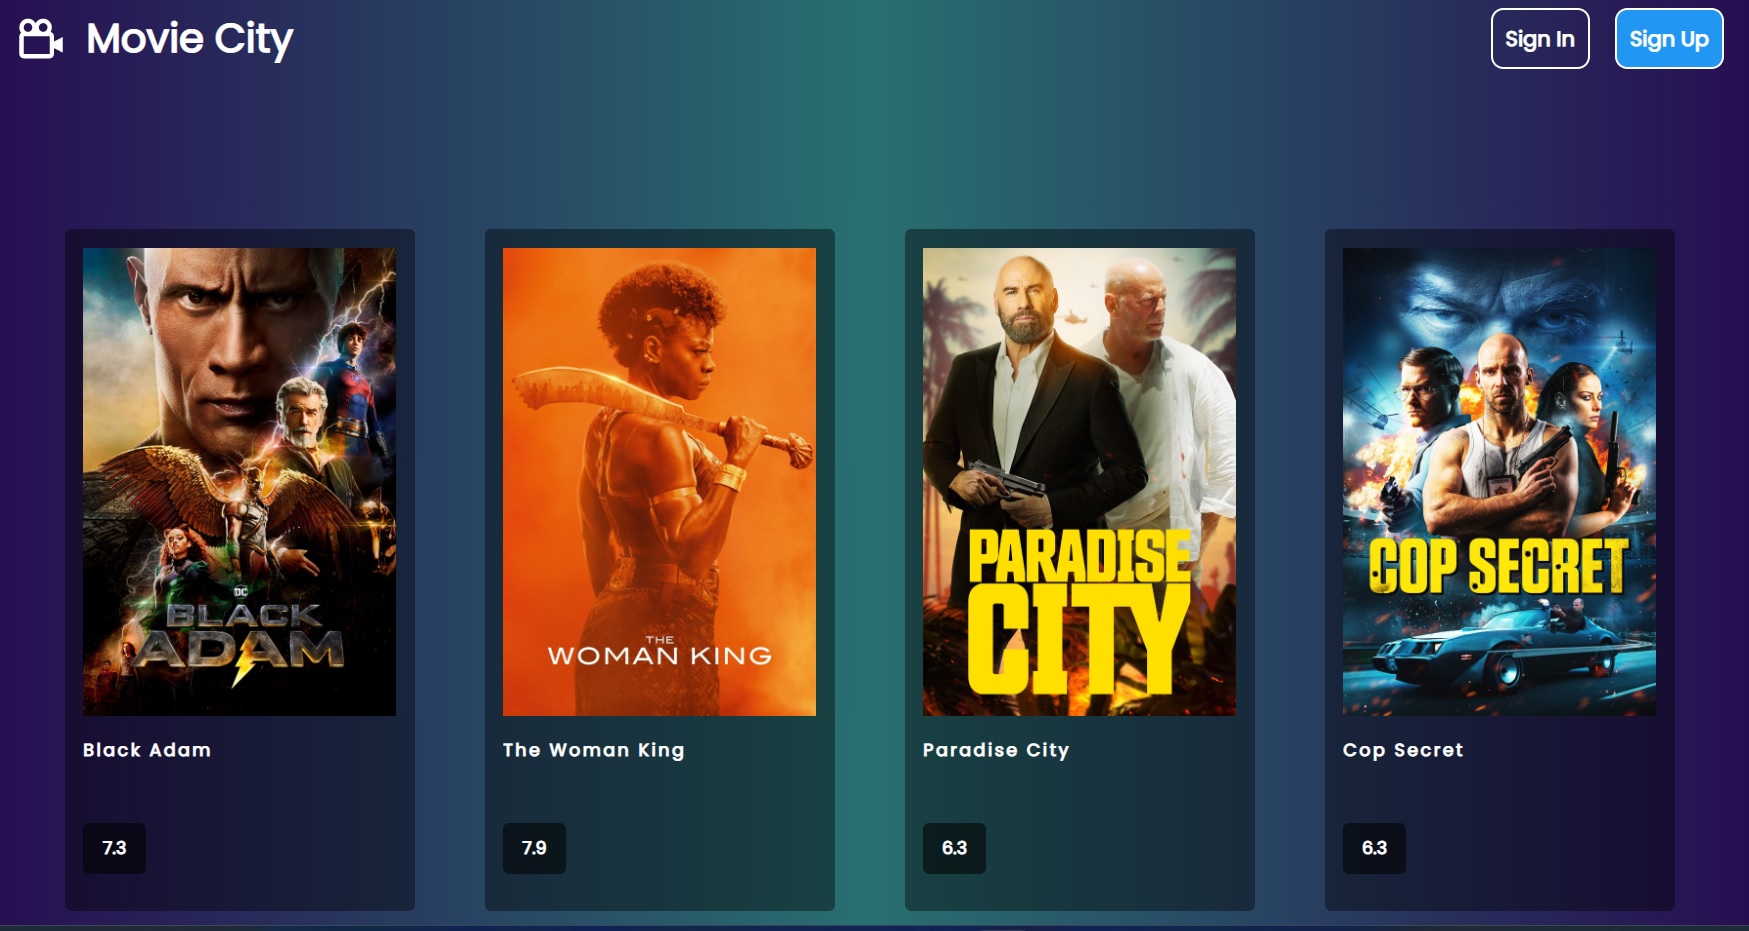 Movie City
Sign In
Sign Up
DC
BLACK
ADAM
THE
WOMAN KING
PARADISE
CITY
COP SECRET
Black Adam
The Woman King
Paradise City
Cop Secret
7.3
7.9
6.3
6.3